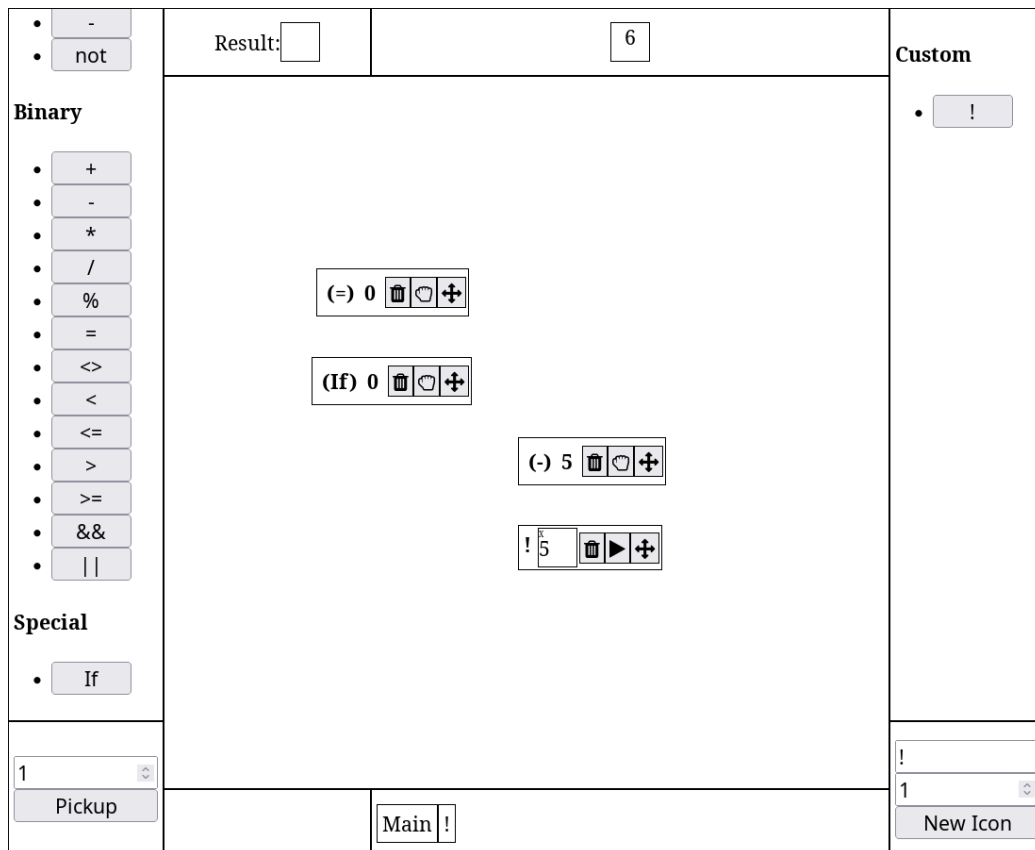 -
not
Binary
+
-
*
/
%
=
<>
<
<=
>
>=
&&
||
Special
If
1
Pickup
Result:
6
(=) 0
(If) 0
(-) 5
! x 5
Main !
Custom
!
!
1
New Icon